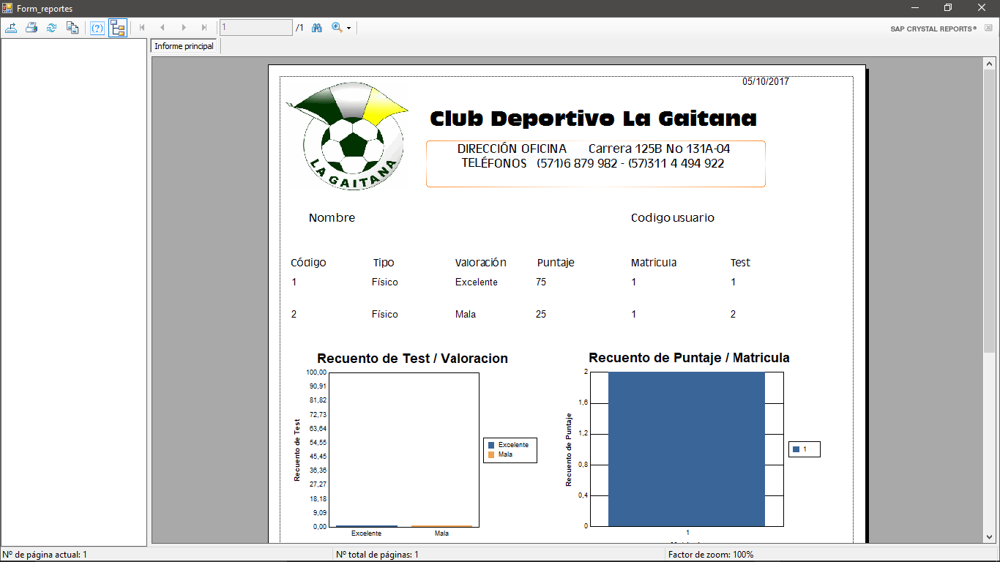 Form_reportes
1 /1
SAP CRYSTAL REPORTS®
Informe principal
05/10/2017
LA GAITANA
Club Deportivo La Gaitana
DIRECCIÓN OFICINA Carrera 125B No 131A-04
TELÉFONOS (571)6 879 982 - (57)311 4 494 922
Nombre Codigo usuario
Código Tipo Valoración Puntaje Matricula Test
1 Físico Excelente 75 1 1
2 Físico Mala 25 1 2
Recuento de Test / Valoracion
100,00
90,91
81,82
72,73
63,64
54,55
45,45
36,36
27,27
18,18
9,09
0,00
Recuento de Test
Excelente Mala
Excelente
Mala
Recuento de Puntaje / Matricula
2
1,6
1,2
0,8
0,4
0
Recuento de Puntaje
1
1
Nº de página actual: 1 Nº total de páginas: 1 Factor de zoom: 100%